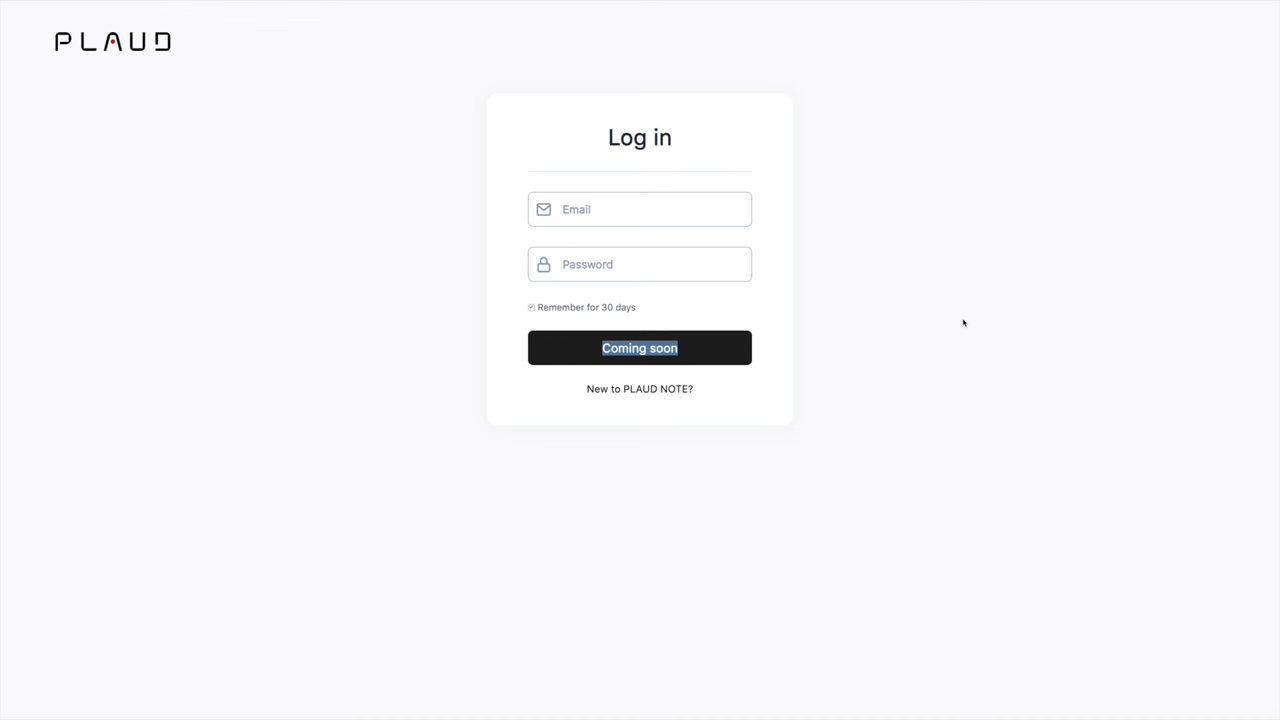 PLAUD
Log in
Email
Password
Remember for 30 days
Coming soon
New to PLAUD NOTE?